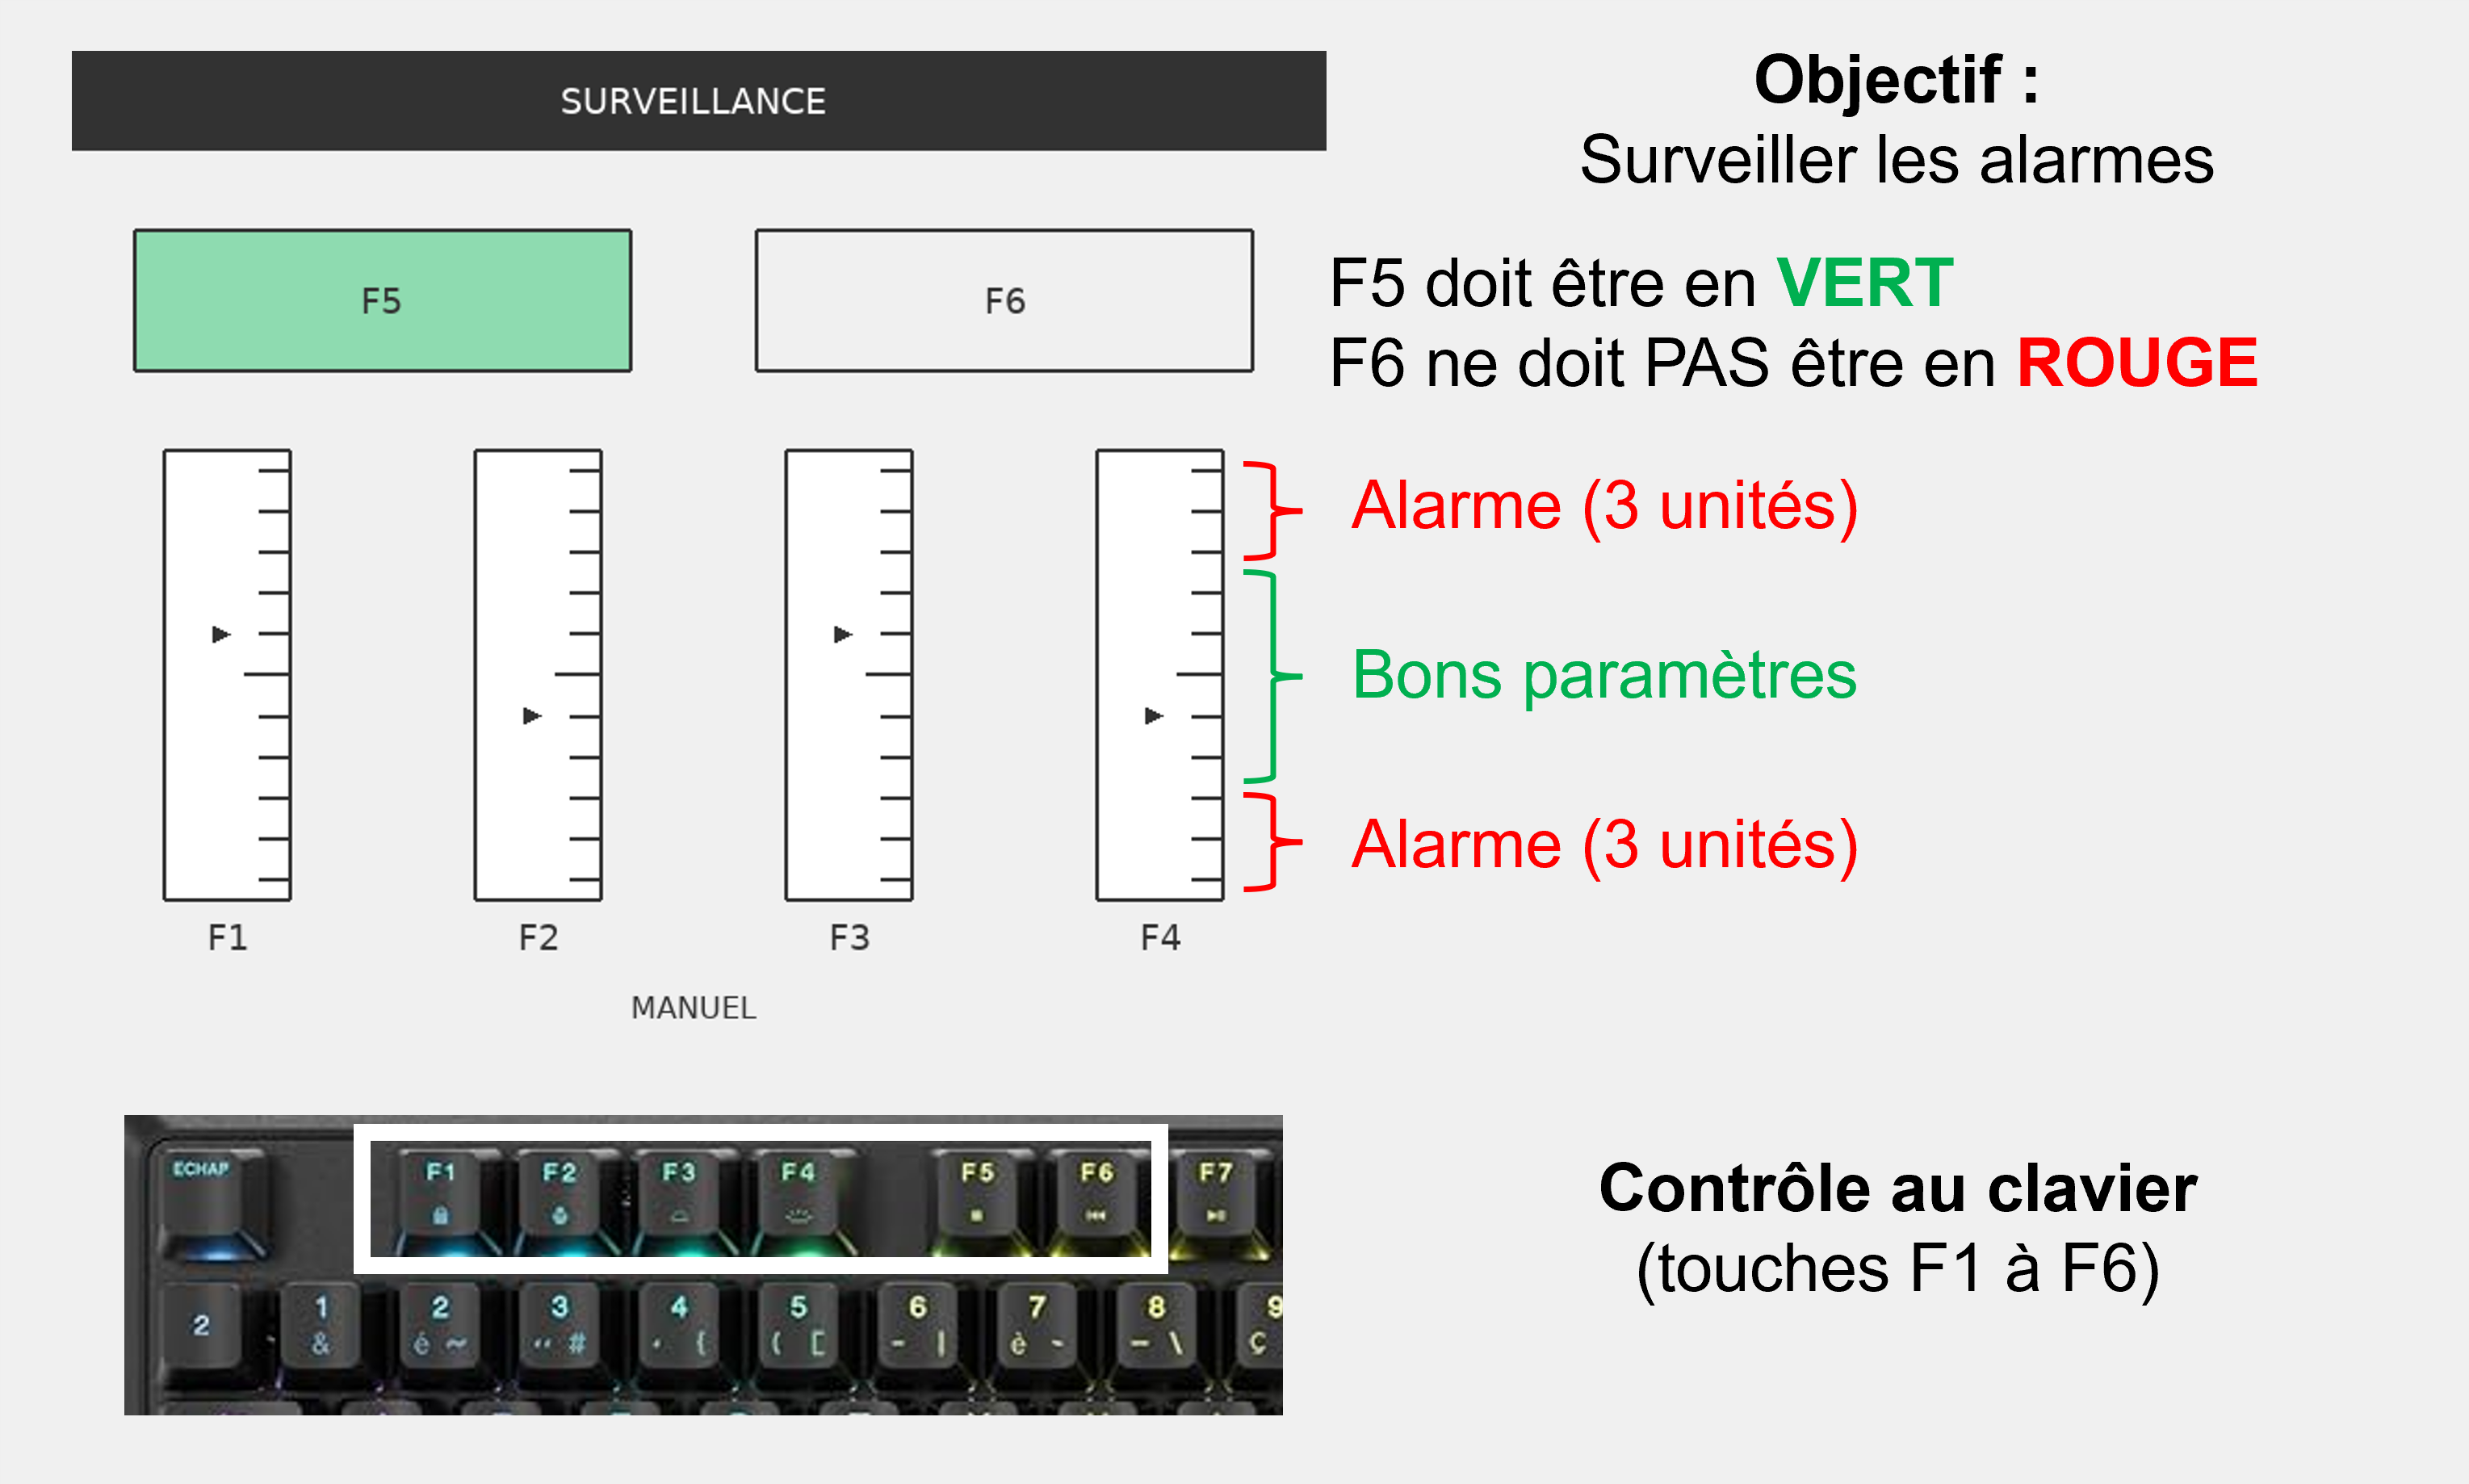 SURVEILLANCE
Objectif :
Surveiller les alarmes
F5
F6
F5 doit être en VERT
F6 ne doit PAS être en ROUGE
Alarme (3 unités)
Bons paramètres
Alarme (3 unités)
F1
F2
F3
F4
MANUEL
ECHAP
F1
F2
F3
F4
F5
F6
F7
Contrôle au clavier
(touches F1 à F6)
2
1
2
3
4
5
6
7
8
9
&
é ~
" #
' {
( [
- |
è `
_ \
ç